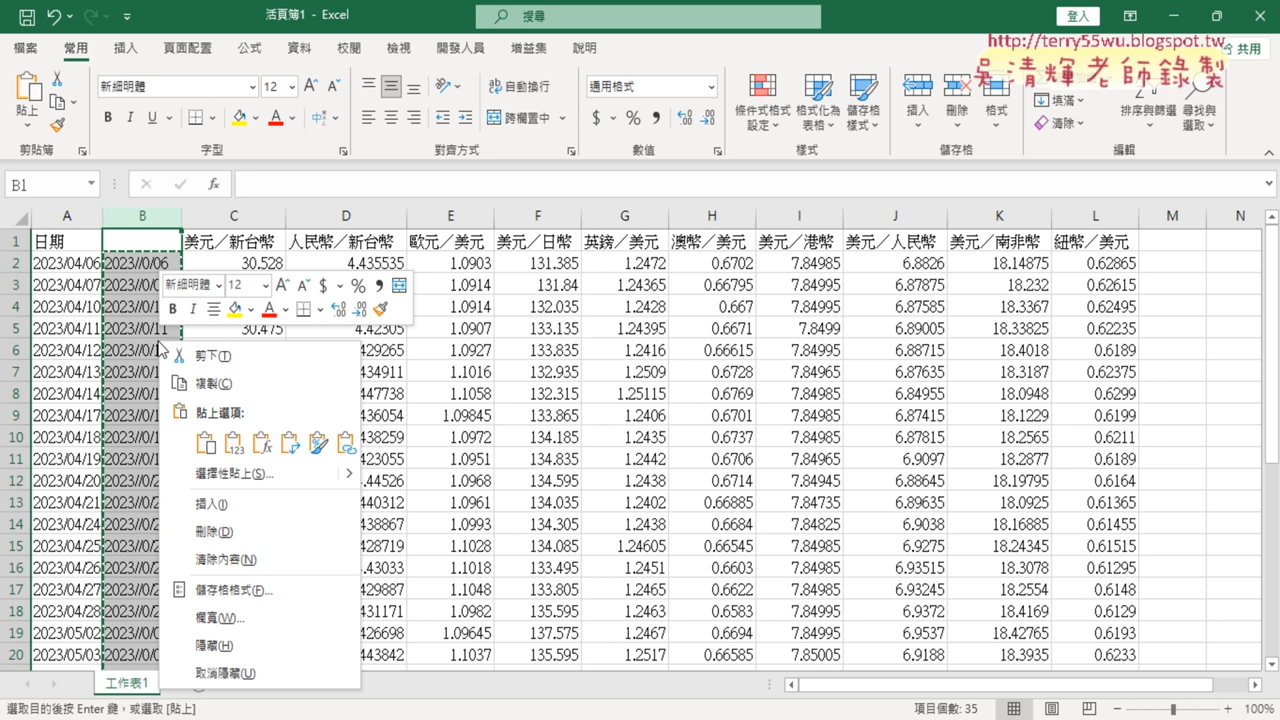 活頁簿1 - Excel
搜尋
登入
檔案 常用 插入 頁面配置 公式 資料 校閱 檢視 開發人員 增益集 說明 共用
http://terry55wu.blogspot.tw
吳清輝老師錄製
貼上 新細明體 12 自動換行 通用格式 條件式格式設定 格式化為表格 儲存格樣式 插入 刪除 格式 填滿 排序與篩選 尋找與選取
B I U 跨欄置中 $ % 清除
剪貼簿 字型 對齊方式 數值 樣式 儲存格 編輯
B1 fx
A B C D E F G H I J K L M N
1 日期 美元／新台幣 人民幣／新台幣 歐元／美元 美元／日幣 英鎊／美元 澳幣／美元 美元／港幣 美元／人民幣 美元／南非幣 紐幣／美元
2 2023/04/06 2023//0/06 30.528 4.435535 1.0903 131.385 1.2472 0.6702 7.84985 6.8826 18.14875 0.62865
3 2023/04/07 1.0914 131.84 1.24365 0.66795 7.84985 6.87875 18.232 0.62615
4 2023/04/10 1.0914 132.035 1.2428 0.667 7.84985 6.87585 18.3367 0.62495
5 2023/04/11 2023//0/11 30.475 4.42305 1.0907 133.135 1.24395 0.6671 7.8499 6.89005 18.33825 0.62235
6 2023/04/12 429265 1.0927 133.835 1.2416 0.66615 7.84995 6.88715 18.4018 0.6189
7 2023/04/13 434911 1.1016 132.935 1.2509 0.6728 7.84965 6.87635 18.3187 0.62375
8 2023/04/14 447738 1.1058 132.315 1.25115 0.6769 7.84955 6.84955 18.0948 0.6299
9 2023/04/17 436054 1.09845 133.865 1.2406 0.6701 7.84965 6.87415 18.1229 0.6199
10 2023/04/18 438259 1.0972 134.185 1.2435 0.6737 7.84965 6.87815 18.2565 0.6211
11 2023/04/19 423055 1.0951 134.835 1.2442 0.6706 7.84965 6.9097 18.2877 0.6189
12 2023/04/20 .44526 1.0968 134.595 1.2438 0.6714 7.84945 6.88645 18.19795 0.6164
13 2023/04/21 440312 1.0961 134.035 1.2402 0.66885 7.84735 6.89635 18.0925 0.61365
14 2023/04/24 438867 1.0993 134.305 1.2438 0.6684 7.84825 6.9038 18.16885 0.61455
15 2023/04/25 428719 1.1028 134.085 1.24605 0.66545 7.84985 6.9275 18.24345 0.61515
16 2023/04/26 .43033 1.1018 133.495 1.2451 0.6603 7.84985 6.93515 18.3078 0.61295
17 2023/04/27 429887 1.1048 133.805 1.2465 0.6622 7.84985 6.93245 18.2554 0.6148
18 2023/04/28 431171 1.0982 135.595 1.2463 0.6583 7.84995 6.9372 18.4169 0.6129
19 2023/05/02 426698 1.09645 137.575 1.2467 0.6694 7.84995 6.9537 18.42765 0.6193
20 2023/05/03 443842 1.1037 135.595 1.2517 0.66585 7.85005 6.9188 18.3935 0.6233
新細明體 12 $ % 
B I
剪下(T)
複製(C)
貼上選項:
選擇性貼上(S)...
插入(I)
刪除(D)
清除內容(N)
儲存格格式(F)...
欄寬(W)...
隱藏(H)
取消隱藏(U)
工作表1
選取目的後按 Enter 鍵，或選取 [貼上] 項目個數: 35 100%